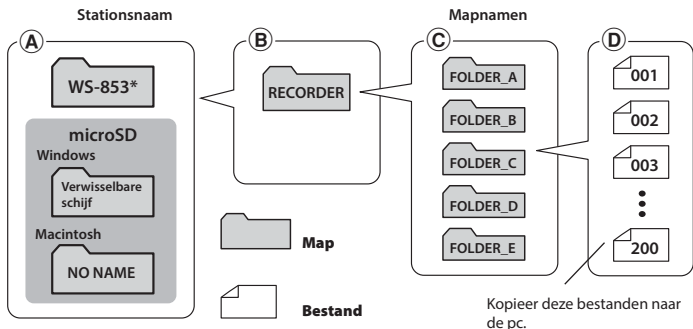 Stationsnaam
Mapnamen
A
B
C
D
WS-853*
microSD
Windows
Verwisselbare
schijf
Macintosh
NO NAME
RECORDER
FOLDER_A
FOLDER_B
FOLDER_C
FOLDER_D
FOLDER_E
001
002
003
200
Map
Bestand
Kopieer deze bestanden naar
de pc.